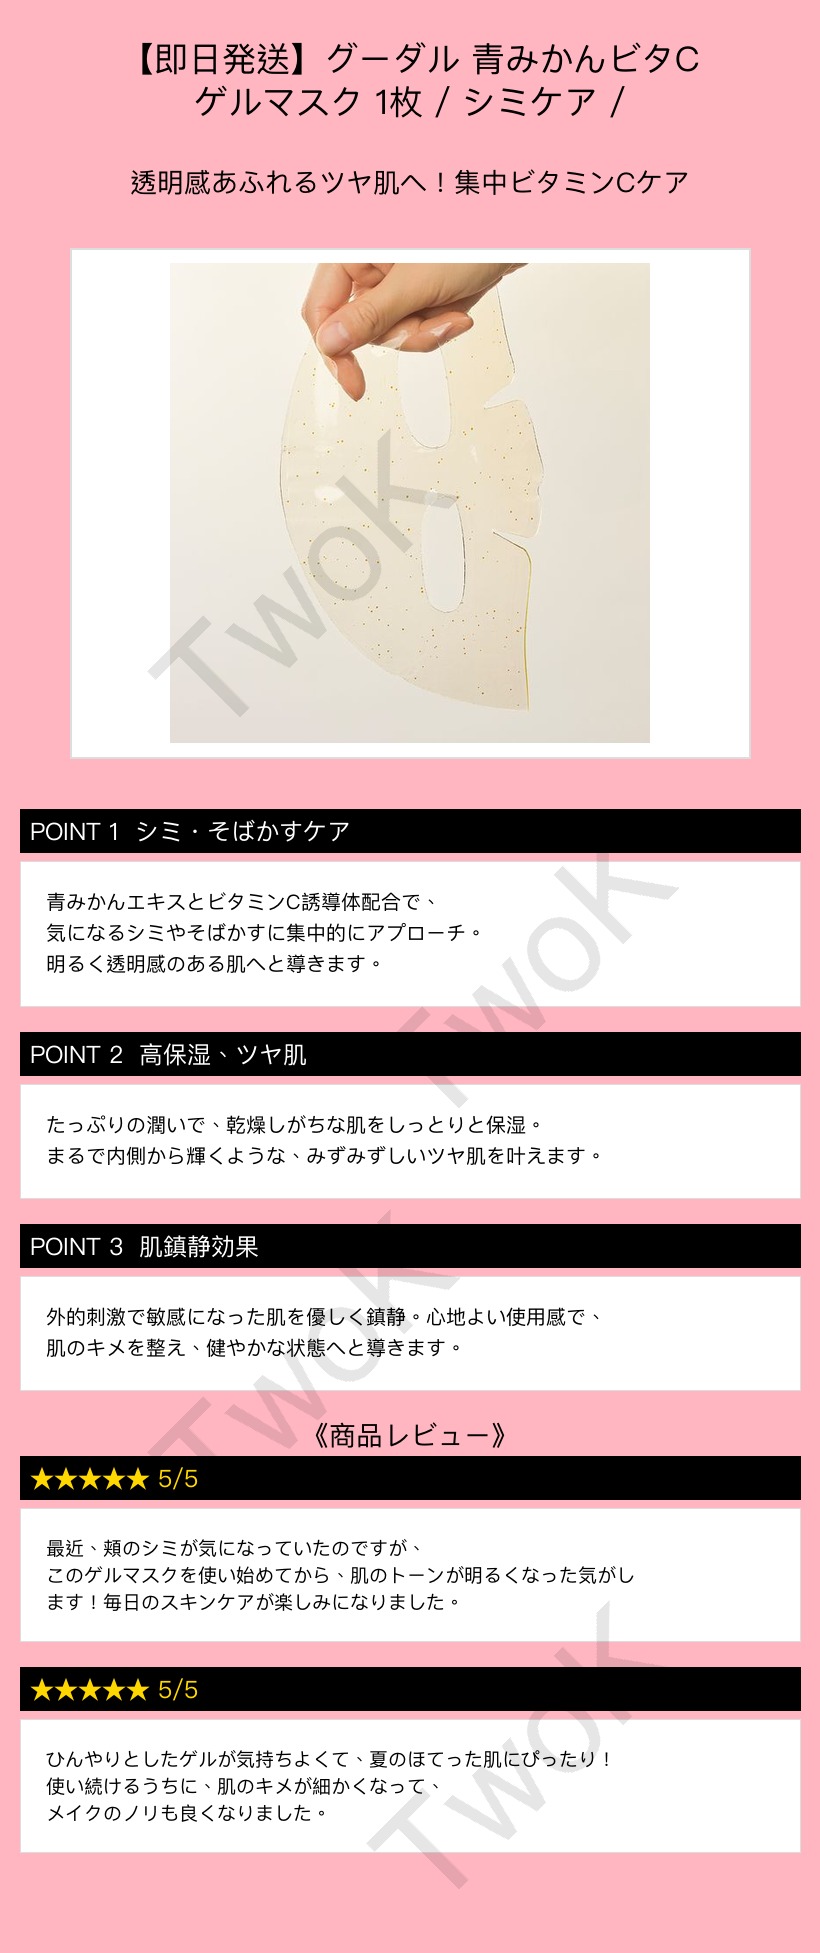 【即日発送】グーダル 青みかんビタC
ゲルマスク 1枚 / シミケア /
透明感あふれるツヤ肌へ！集中ビタミンCケア
TwoK
POINT 1 シミ・そばかすケア
青みかんエキスとビタミンC誘導体配合で、
気になるシミやそばかすに集中的にアプローチ。
明るく透明感のある肌へと導きます。
TwoK
POINT 2 高保湿、ツヤ肌
たっぷりの潤いで、乾燥しがちな肌をしっとりと保湿。
まるで内側から輝くような、みずみずしいツヤ肌を叶えます。
POINT 3 肌鎮静効果
外的刺激で敏感になった肌を優しく鎮静。心地よい使用感で、
肌のキメを整え、健やかな状態へと導きます。
TwoK
《商品レビュー》
★★★★★ 5/5
最近、頬のシミが気になっていたのですが、
このゲルマスクを使い始めてから、肌のトーンが明るくなった気がし
ます！毎日のスキンケアが楽しみになりました。
★★★★★ 5/5
ひんやりとしたゲルが気持ちよくて、夏のほてった肌にぴったり！
使い続けるうちに、肌のキメが細かくなって、
メイクのノリも良くなりました。
TwoK